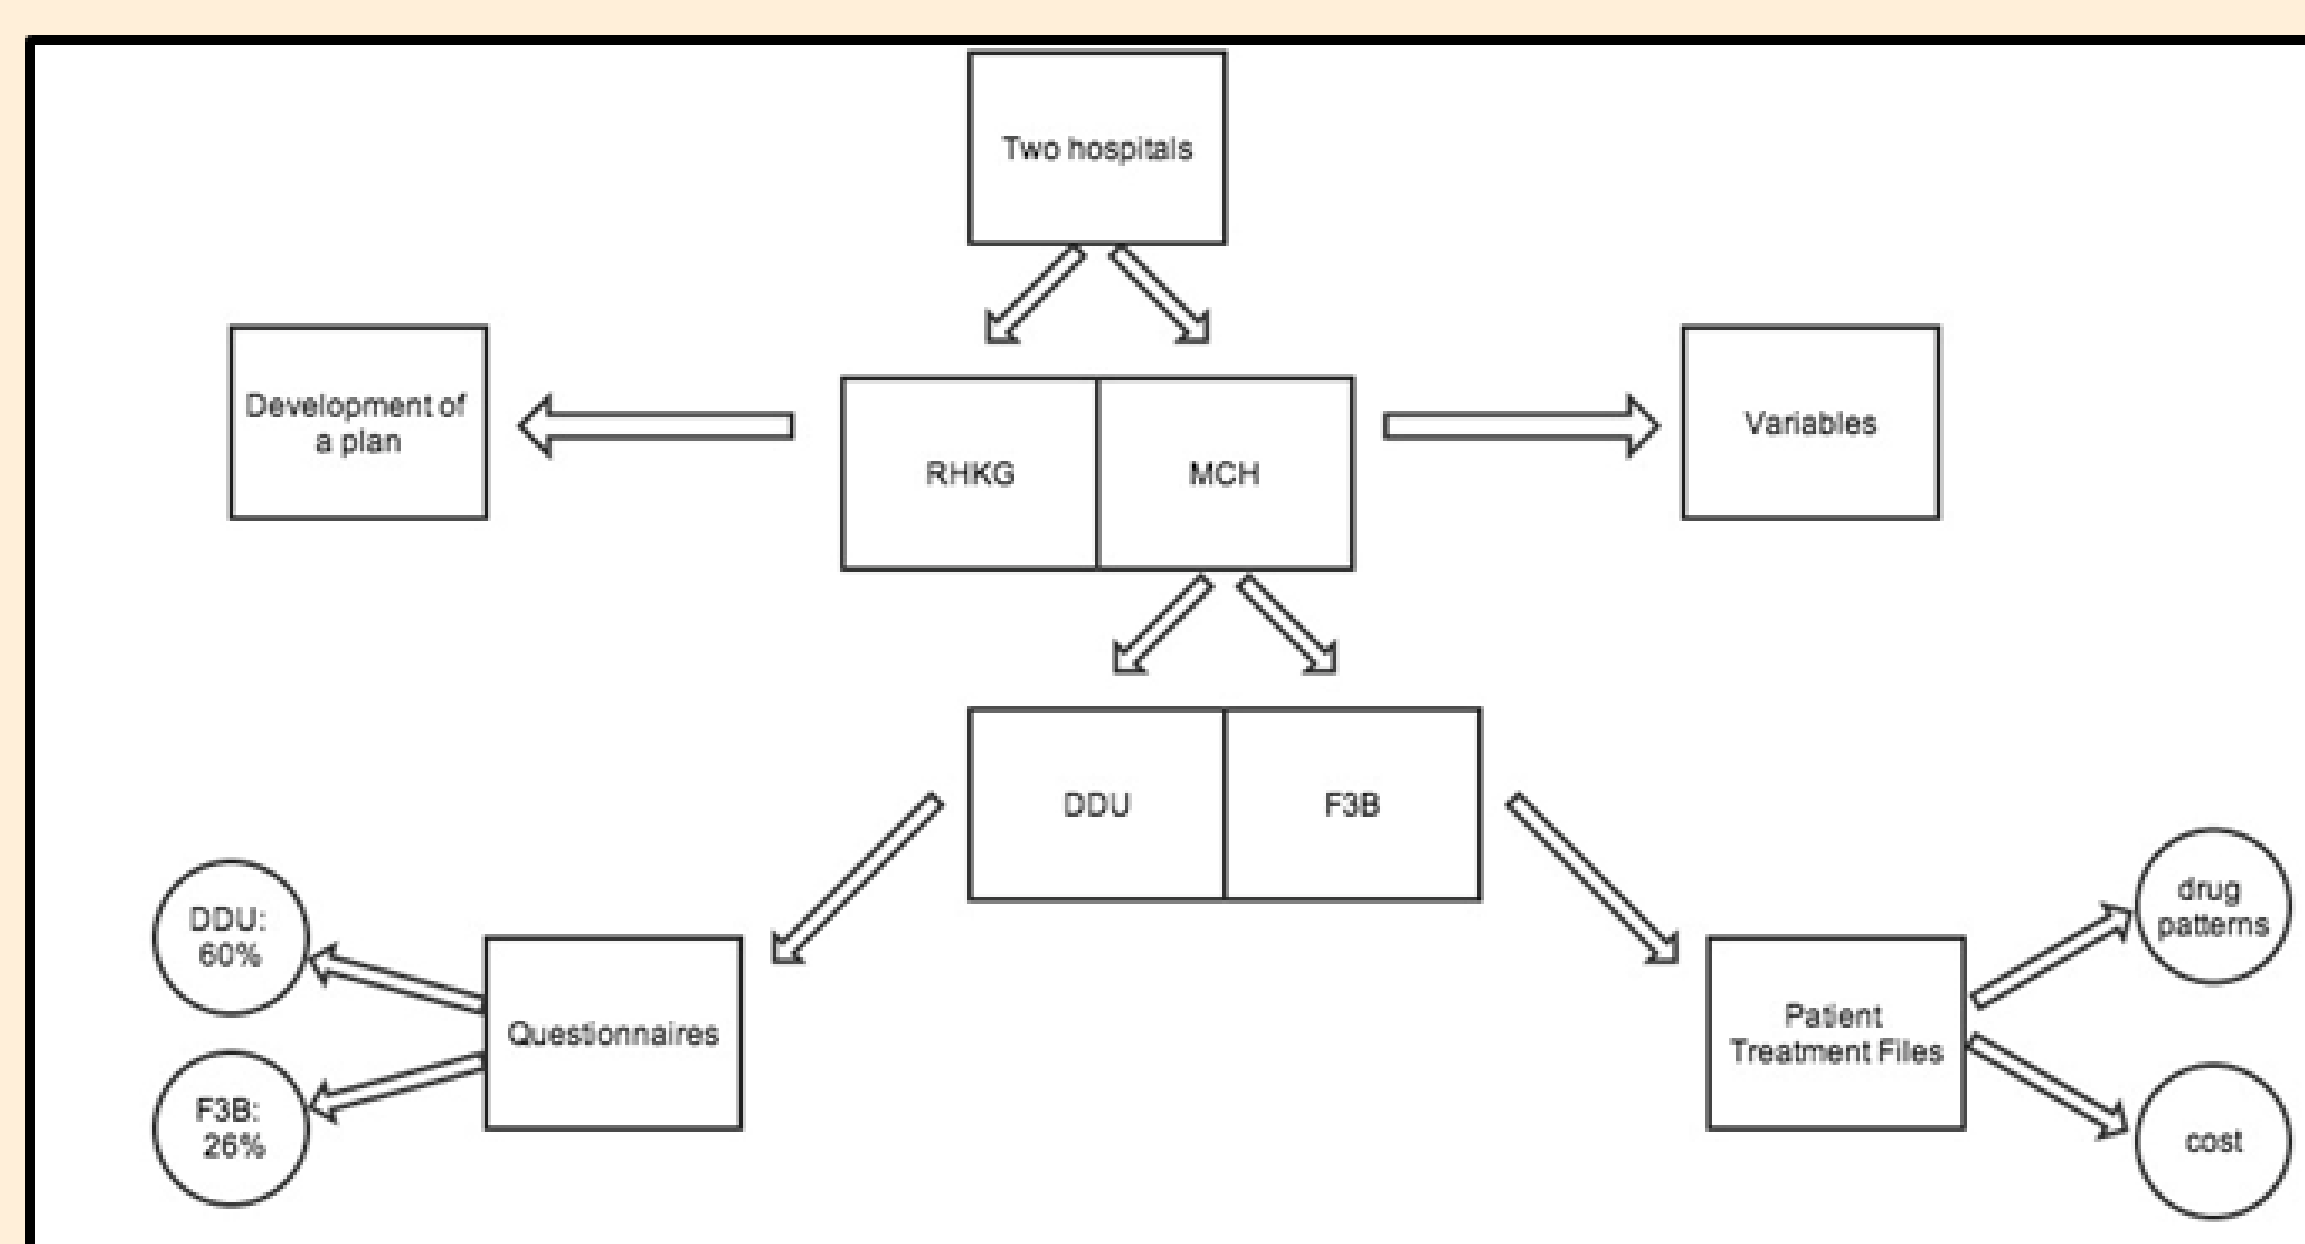 Two hospitals
Development of
a plan
RHKG
MCH
Variables
DDU
F3B
DDU:
60%
F3B:
26%
Questionnaires
Patient
Treatment Files
drug
patterns
cost